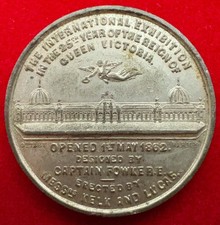 THE INTERNATIONAL EXHIBITION
IN THE 25TH YEAR OF THE REIGN OF
QUEEN VICTORIA.
OPENED 1ST MAY 1862.
DESIGNED BY
CAPTAIN FOWKE R.E.
ERECTED BY
MESSRS KELK AND LUCAS.